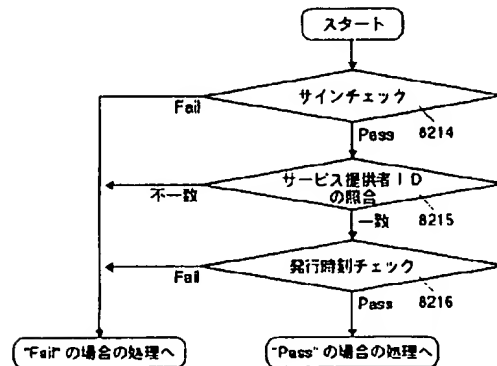 スタート
サインチェック
Fail
8214
Pass
サービス提供者ID
の照合
不一致
8215
一致
発行時刻チェック
Fail
8216
Pass
"Fail" の場合の処理へ
"Pass" の場合の処理へ